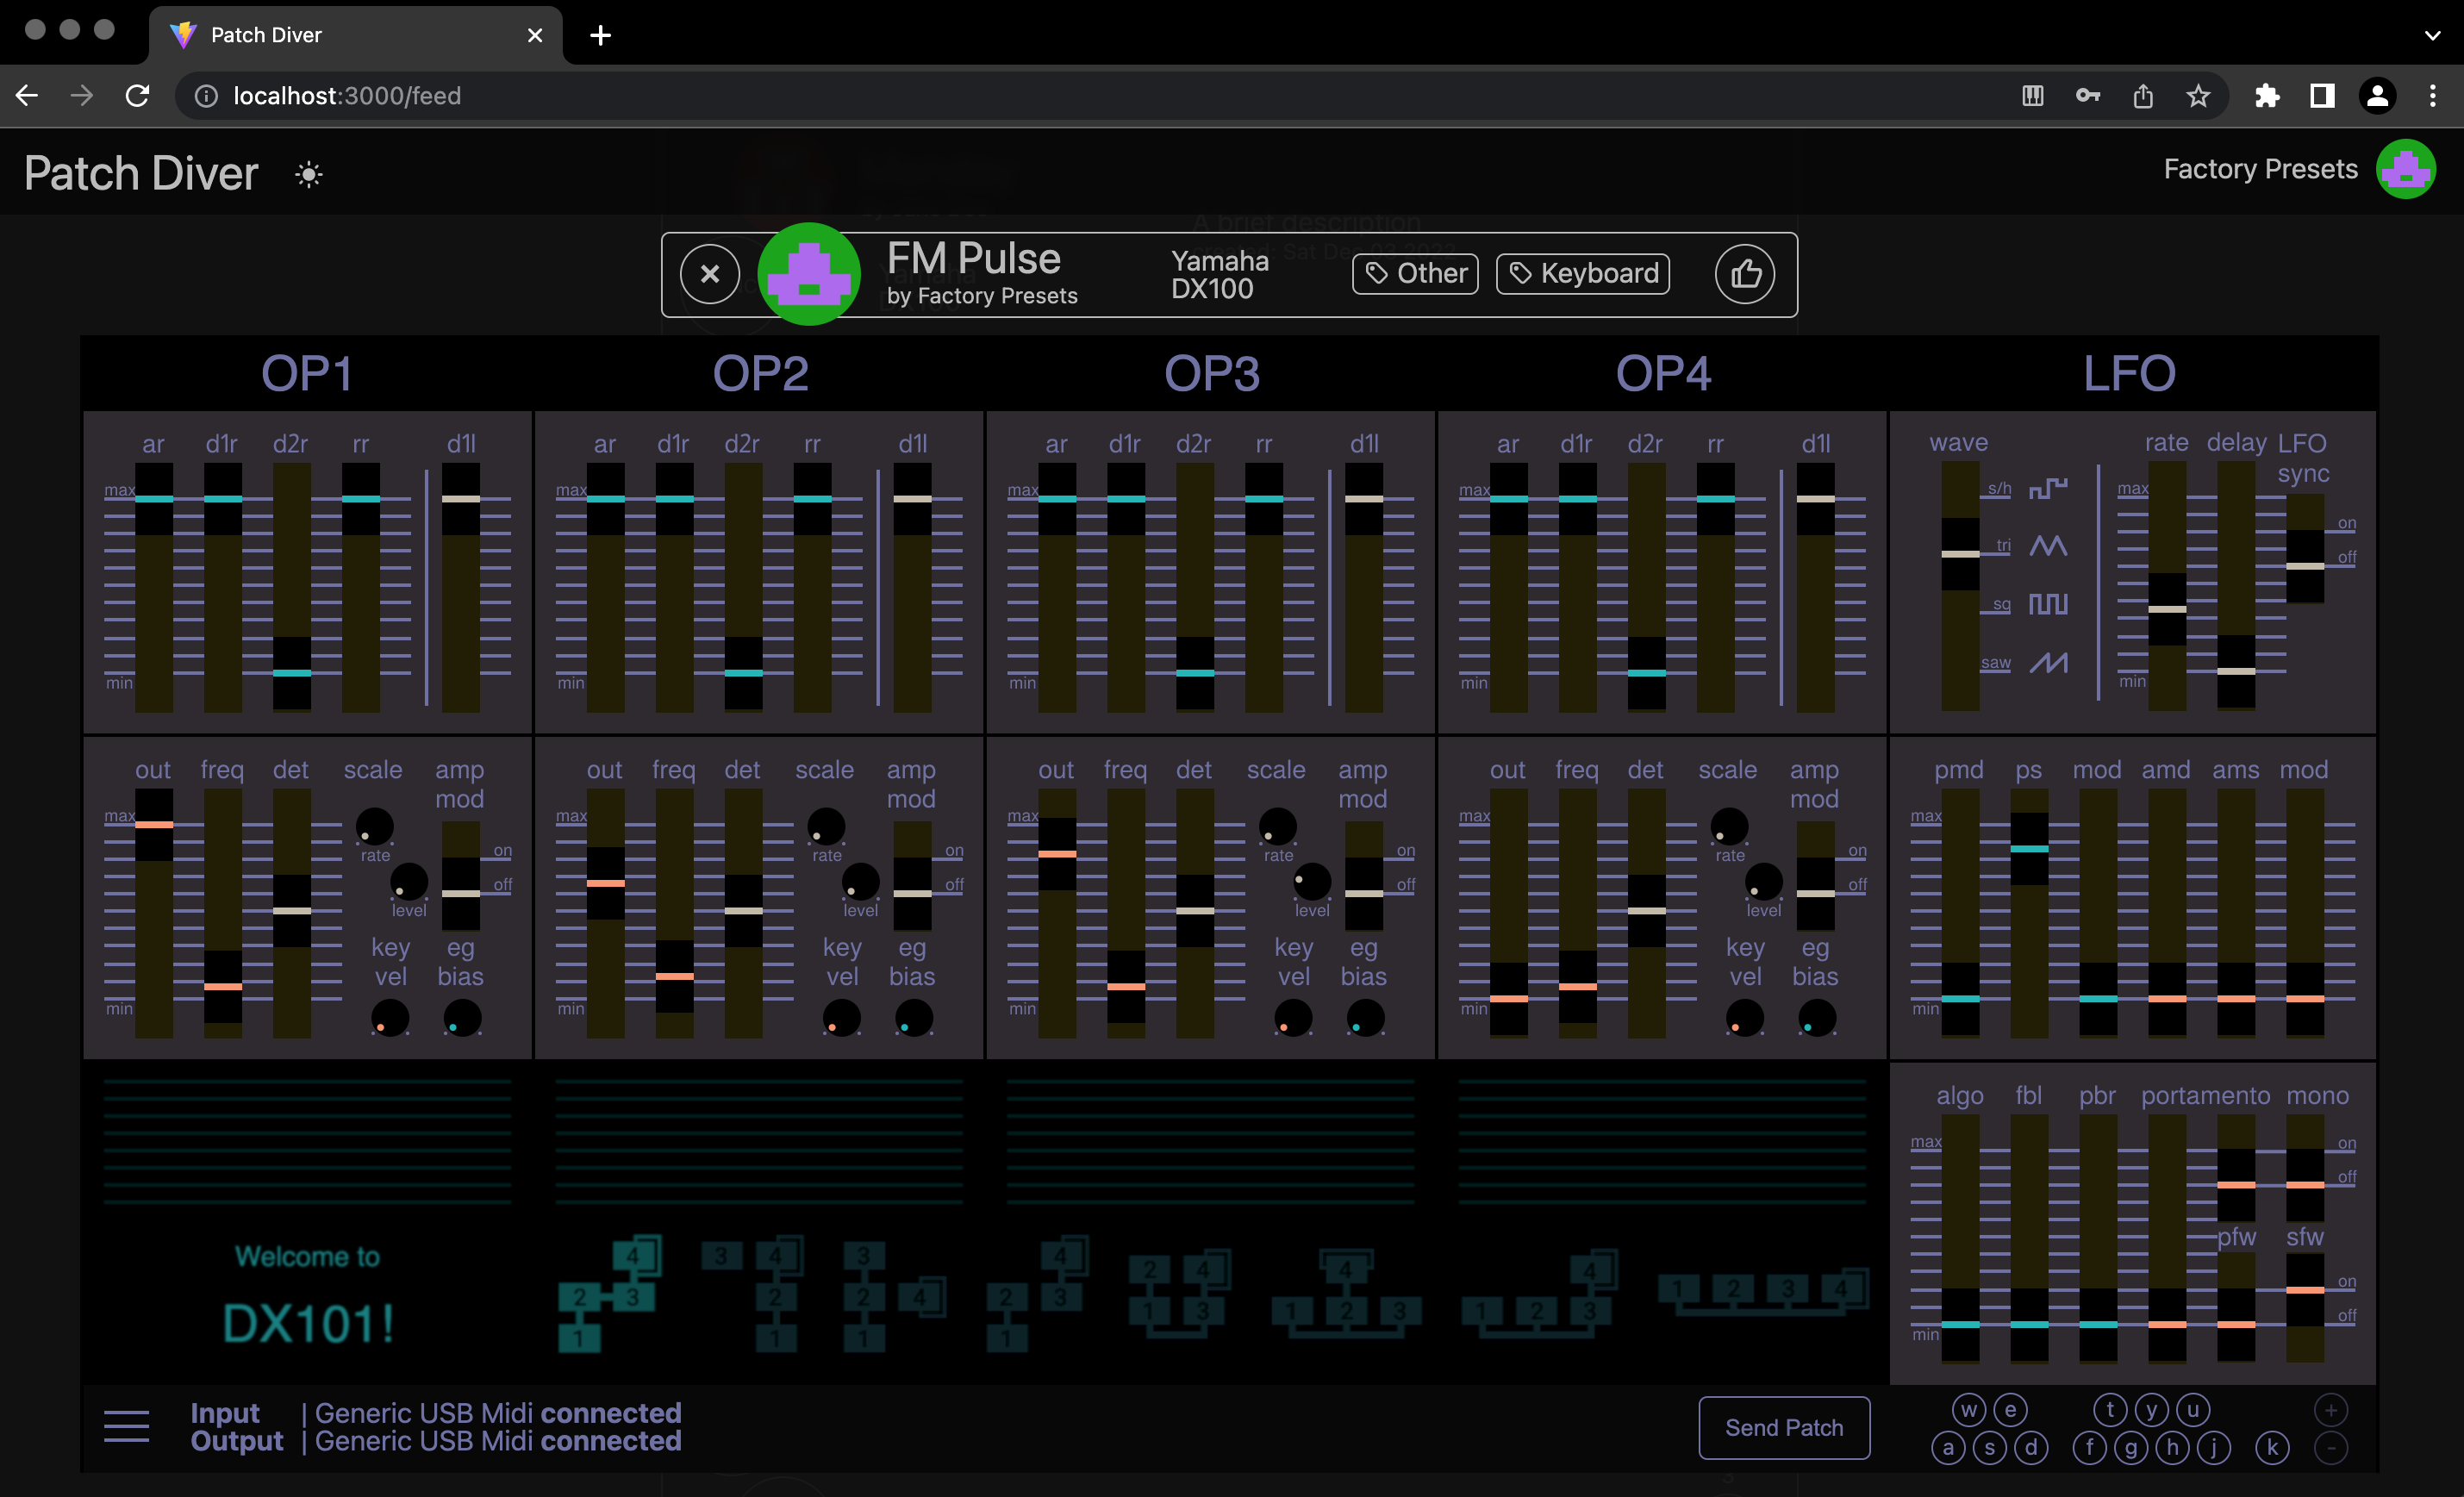 Patch Diver
localhost:3000/feed
Patch Diver
Factory Presets
A brief description
created: Sat Dec 03 2022
FM Pulse
by Factory Presets
Yamaha
DX100
Other
Keyboard
OP1 OP2 OP3 OP4 LFO
ar d1r d2r rr d1l
max
min
ar d1r d2r rr d1l
max
min
ar d1r d2r rr d1l
max
min
ar d1r d2r rr d1l
max
min
wave rate delay LFO
sync
s/h
tri
sq
saw
max
min
on
off
out freq det scale amp
mod
max
rate
on
off
level
key eg
vel bias
min
out freq det scale amp
mod
max
rate
on
off
level
key eg
vel bias
min
out freq det scale amp
mod
max
rate
on
off
level
key eg
vel bias
min
out freq det scale amp
mod
max
rate
on
off
level
key eg
vel bias
min
pmd ps mod amd ams mod
max
min
Welcome to
DX101!
4
2 3
1
3 4
2
1
3
2 4
1
4
2 3
1
2 4
1 3
4
1 2 3
4
1 2 3
1 2 3 4
algo fbl pbr portamento mono
max
on
off
pfw sfw
on
off
min
Input | Generic USB Midi connected
Output | Generic USB Midi connected
Send Patch
w e t y u +
a s d f g h j k -